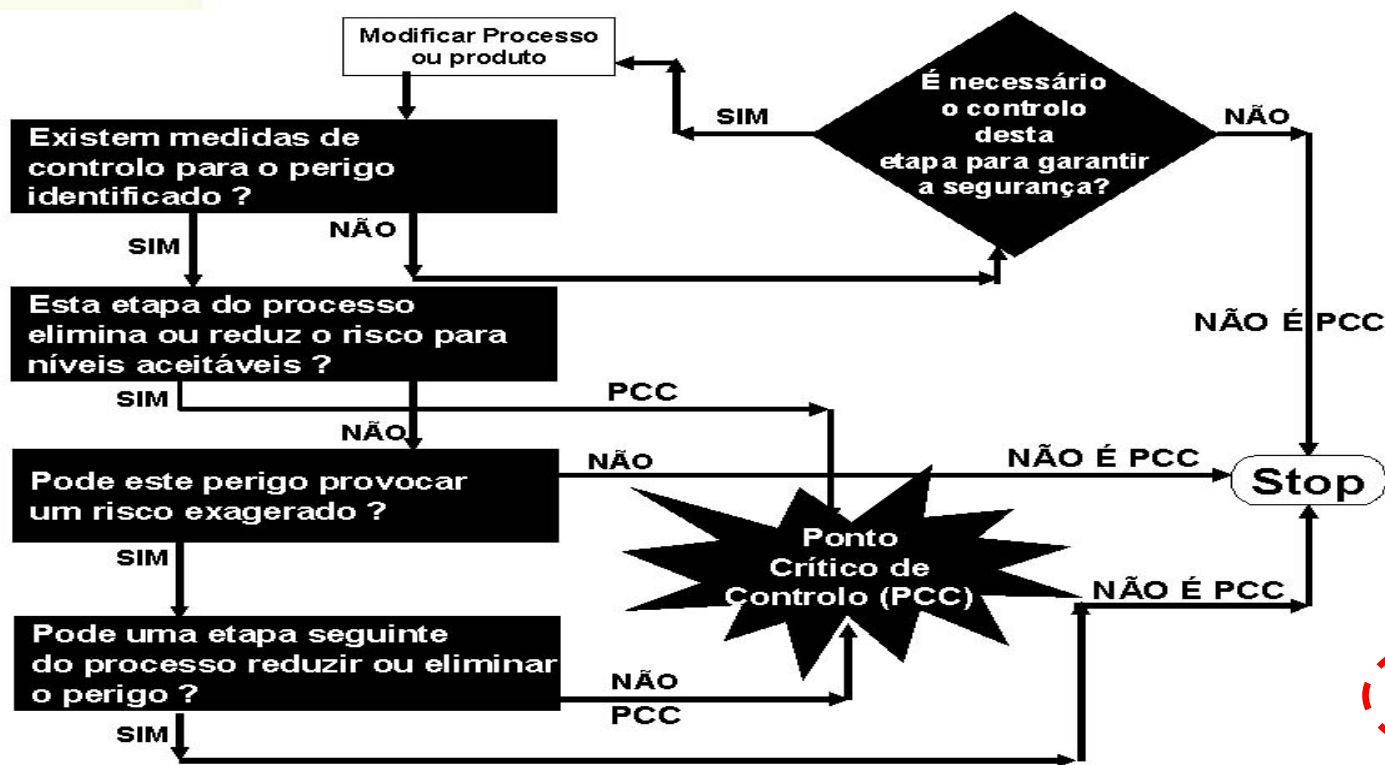 Modificar Processo
ou produto
É necessário
o controlo
desta
etapa para garantir
a segurança?
SIM
NÃO
Existem medidas de
controlo para o perigo
identificado ?
SIM
NÃO
Esta etapa do processo
elimina ou reduz o risco para
níveis aceitáveis ?
NÃO É PCC
SIM
PCC
NÃO
Pode este perigo provocar
um risco exagerado ?
NÃO
NÃO É PCC
Stop
SIM
Ponto
Crítico de
Controlo (PCC)
NÃO É PCC
Pode uma etapa seguinte
do processo reduzir ou eliminar
o perigo ?
NÃO
PCC
SIM